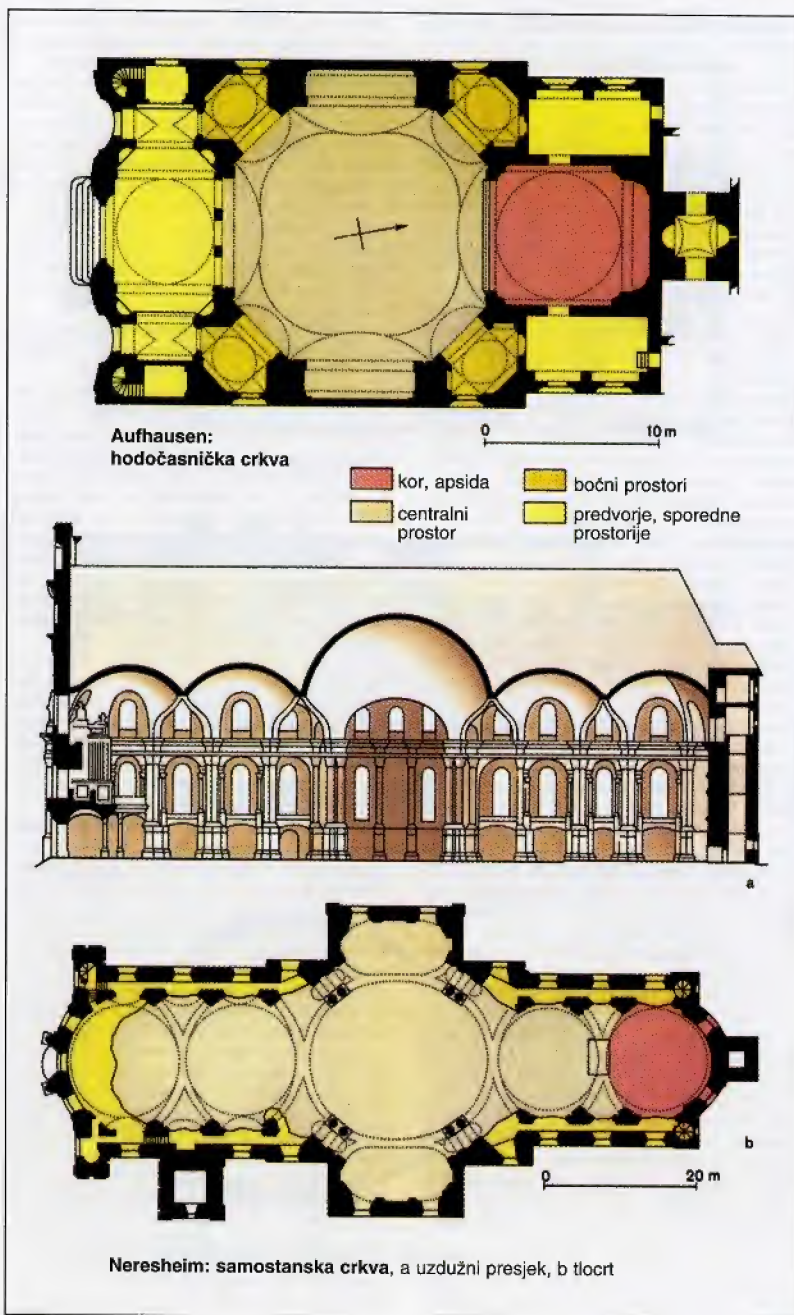 Aufhausen:
hodočasnička crkva
0 10 m
kor, apsida
centralni
prostor
bočni prostori
predvorje, sporedne
prostorije
a
b
0 20 m
Neresheim: samostanska crkva, a uzdužni presjek, b tlocrt